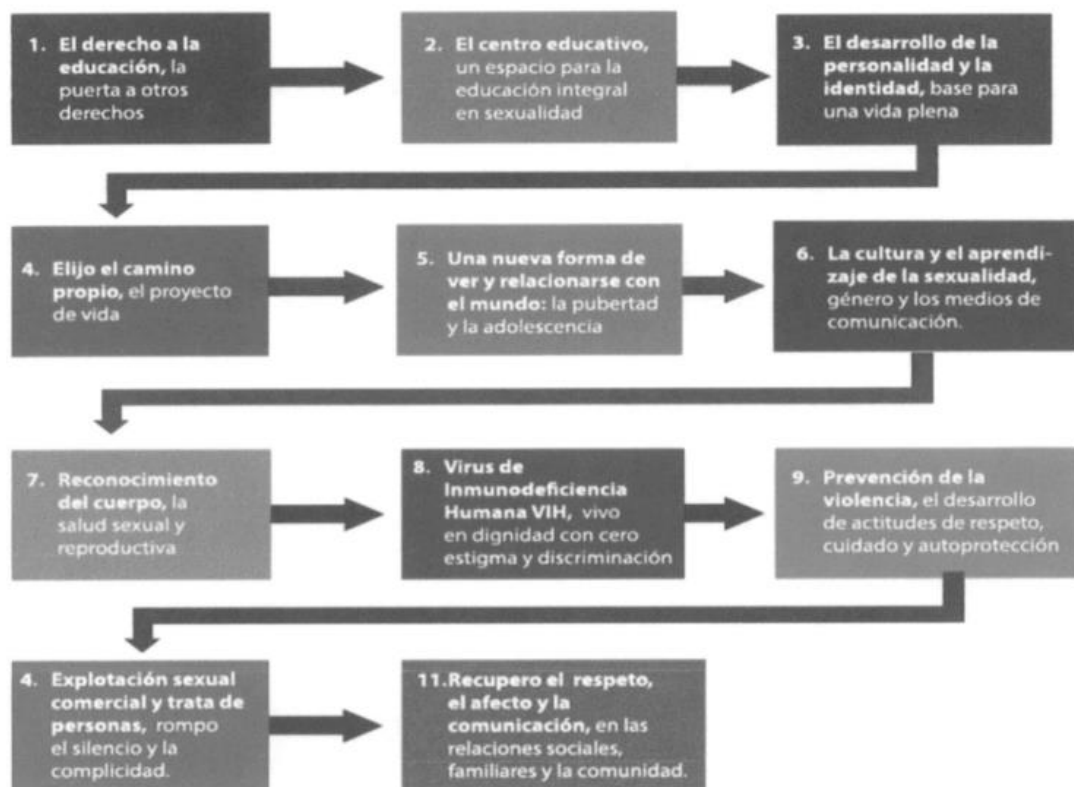 1. El derecho a la
educación, la
puerta a otros
derechos
2. El centro educativo,
un espacio para la
educación integral
en sexualidad
3. El desarrollo de la
personalidad y la
identidad, base para
una vida plena
4. Elijo el camino
propio, el proyecto
de vida
5. Una nueva forma de
ver y relacionarse con
el mundo: la pubertad
y la adolescencia
6. La cultura y el aprendi-
zaje de la sexualidad,
género y los medios de
comunicación.
7. Reconocimiento
del cuerpo, la
salud sexual y
reproductiva
8. Virus de
Inmunodeficiencia
Humana VIH, vivo
en dignidad con cero
estigma y discriminación
9. Prevención de la
violencia, el desarrollo
de actitudes de respeto,
cuidado y autoprotección
4. Explotación sexual
comercial y trata de
personas, rompo
el silencio y la
complicidad.
11.Recupero el respeto,
el afecto y la
comunicación, en las
relaciones sociales,
familiares y la comunidad.